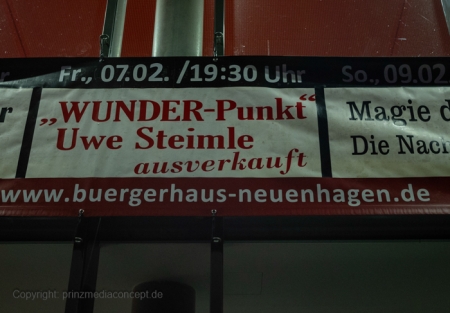 Fr., 07.02. /19:30 Uhr
So., 09.02
„WUNDER-Punkt“
Uwe Steimle
ausverkauft
Magie d
Die Nach
www.buergerhaus-neuenhagen.de
Copyright: prinzmediaconcept.de